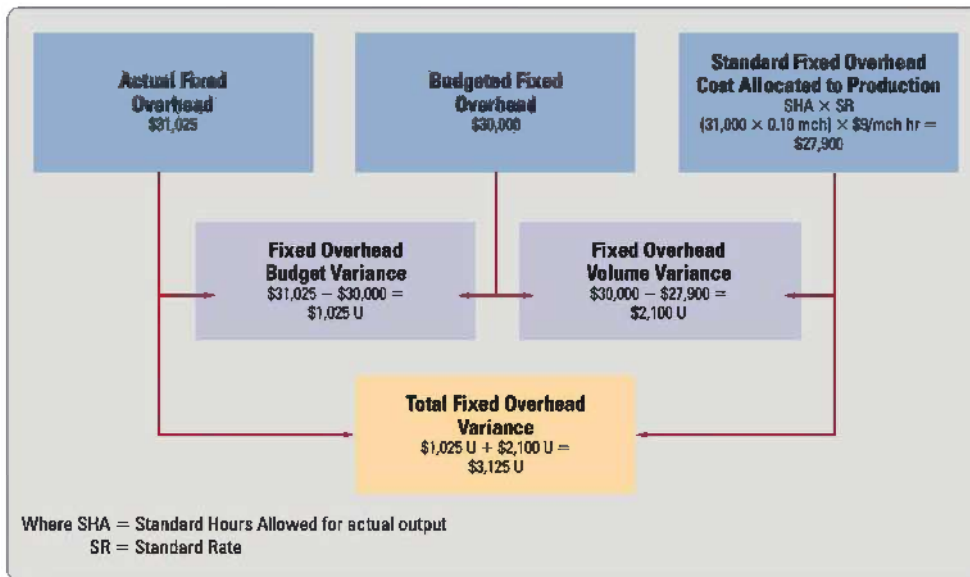 Actual Fixed
Overhead
$31,025
Budgeted Fixed
Overhead
$30,000
Standard Fixed Overhead
Cost Allocated to Production
SHA × SR
(31,000 × 0.10 mch) × $9/mch hr =
$27,900
Fixed Overhead
Budget Variance
$31,025 − $30,000 =
$1,025 U
Fixed Overhead
Volume Variance
$30,000 − $27,900 =
$2,100 U
Total Fixed Overhead
Variance
$1,025 U + $2,100 U =
$3,125 U
Where SHA = Standard Hours Allowed for actual output
SR = Standard Rate